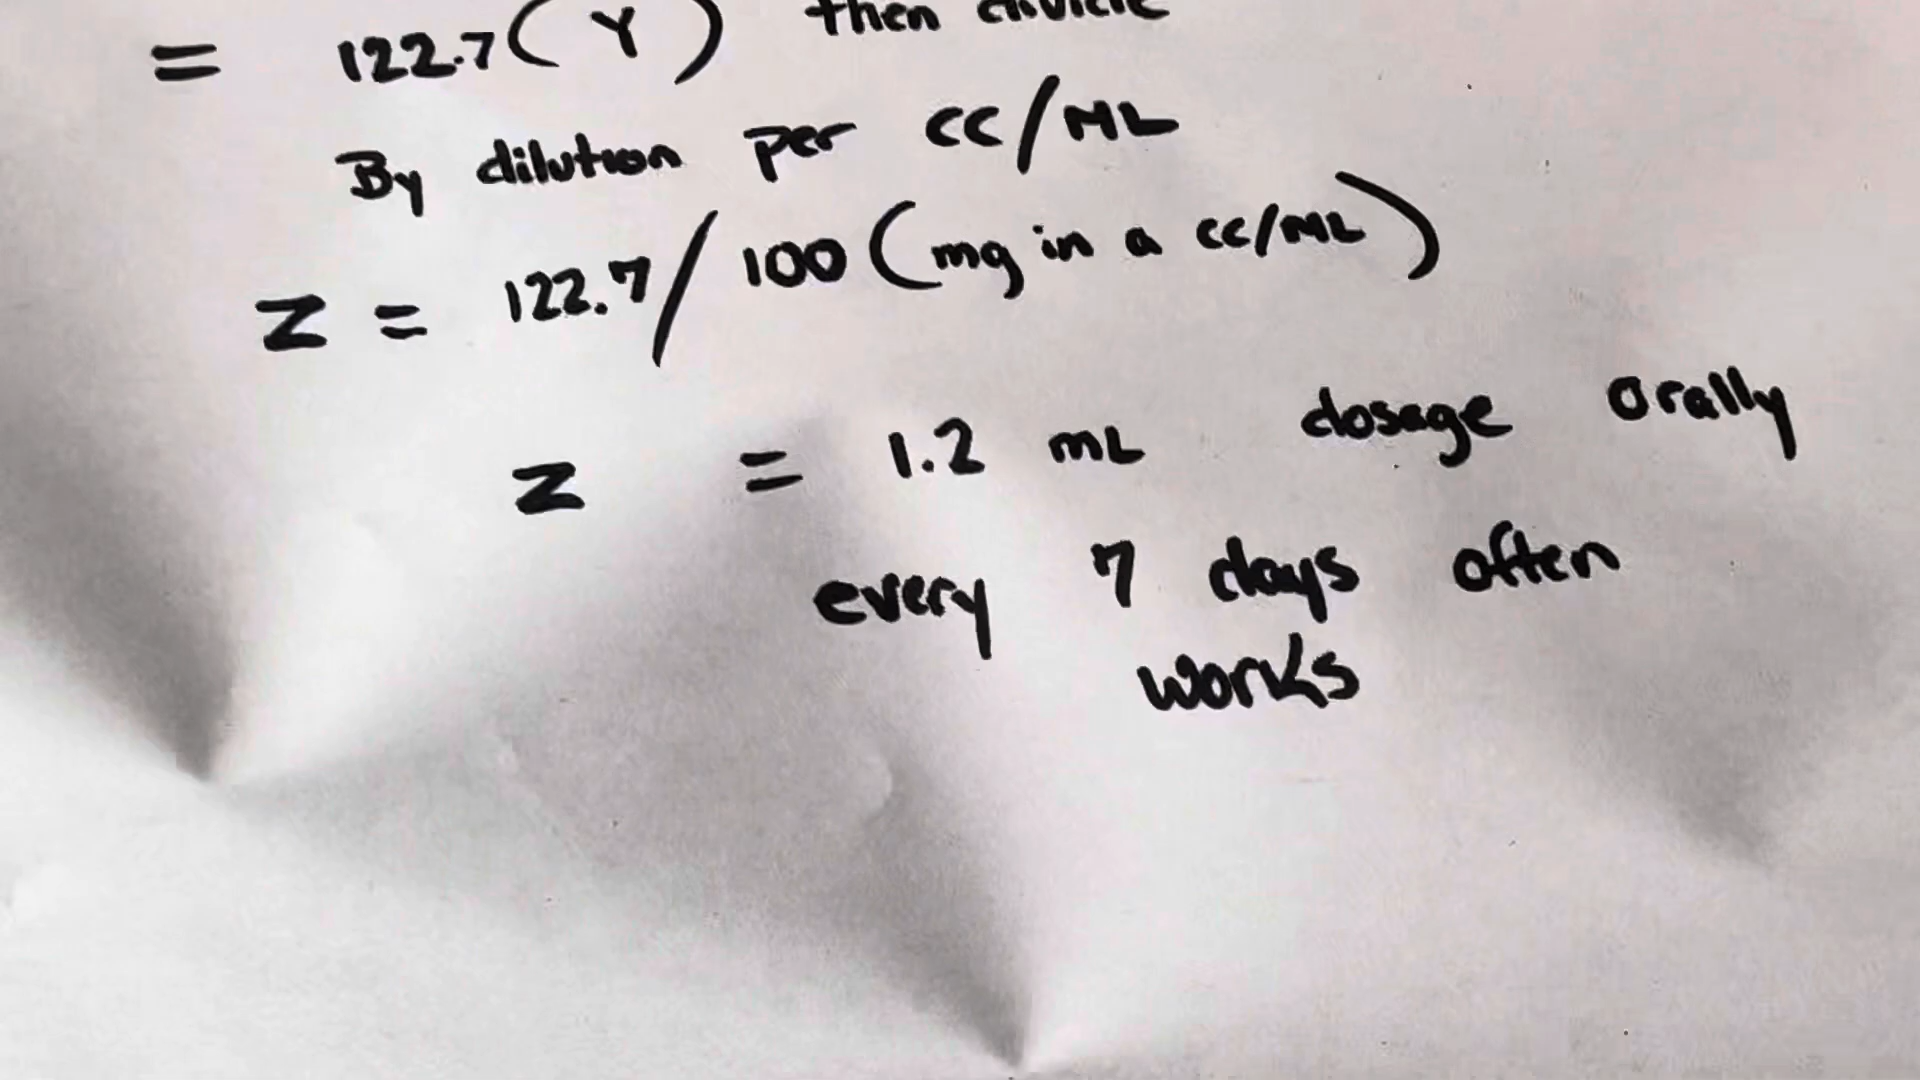 = 122.7(Y) then divide
By dilution per cc/ML
Z = 122.7/100 (mg in a cc/ML)
Z = 1.2 mL dosage orally
every 7 days often
works